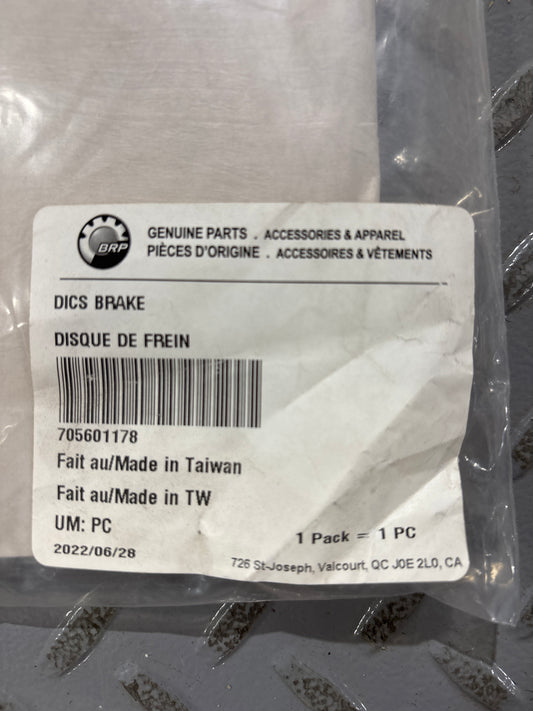 BRP
GENUINE PARTS . ACCESSORIES & APPAREL
PIÈCES D'ORIGINE . ACCESSOIRES & VÊTEMENTS
DICS BRAKE
DISQUE DE FREIN
705601178
Fait au/Made in Taiwan
Fait au/Made in TW
UM: PC
1 Pack = 1 PC
2022/06/28
726 St-Joseph, Valcourt, QC J0E 2L0, CA